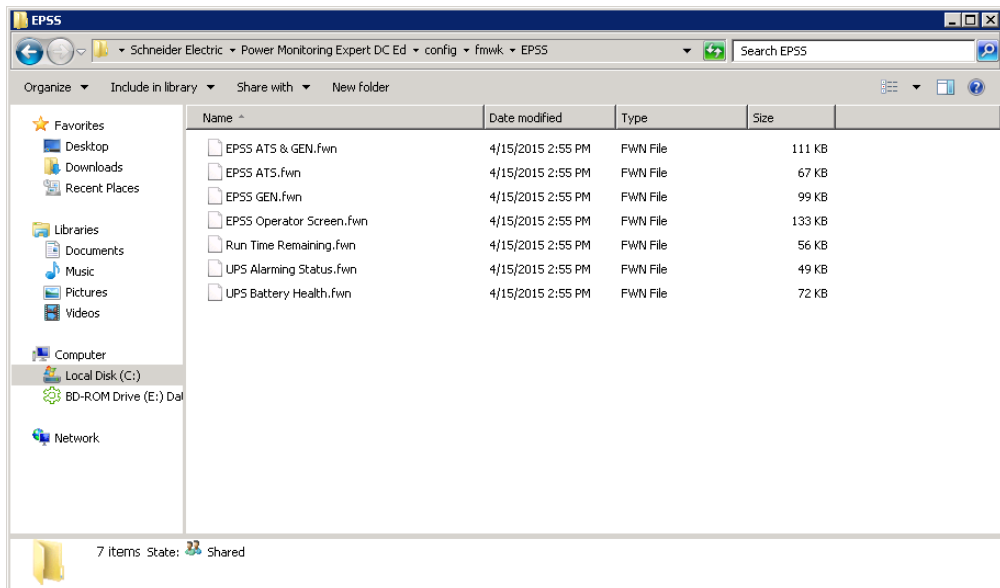 EPSS
Schneider Electric Power Monitoring Expert DC Ed config fmwk EPSS Search EPSS
Organize Include in library Share with New folder
Favorites
Desktop
Downloads
Recent Places
Libraries
Documents
Music
Pictures
Videos
Computer
Local Disk (C:)
BD-ROM Drive (E:) Dal
Network
Name Date modified Type Size
EPSS ATS & GEN.fwn 4/15/2015 2:55 PM FWN File 111 KB
EPSS ATS.fwn 4/15/2015 2:55 PM FWN File 67 KB
EPSS GEN.fwn 4/15/2015 2:55 PM FWN File 99 KB
EPSS Operator Screen.fwn 4/15/2015 2:55 PM FWN File 133 KB
Run Time Remaining.fwn 4/15/2015 2:55 PM FWN File 56 KB
UPS Alarming Status.fwn 4/15/2015 2:55 PM FWN File 49 KB
UPS Battery Health.fwn 4/15/2015 2:55 PM FWN File 72 KB
7 items State: Shared